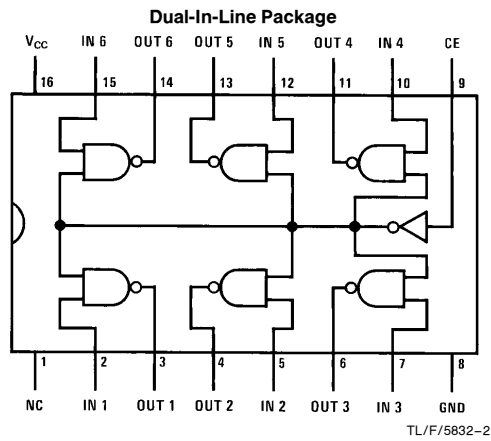 Dual-In-Line Package
VCC IN 6 OUT 6 OUT 5 IN 5 OUT 4 IN 4 CE
16 15 14 13 12 11 10 9
1 2 3 4 5 6 7 8
NC IN 1 OUT 1 OUT 2 IN 2 OUT 3 IN 3 GND
TL/F/5832–2